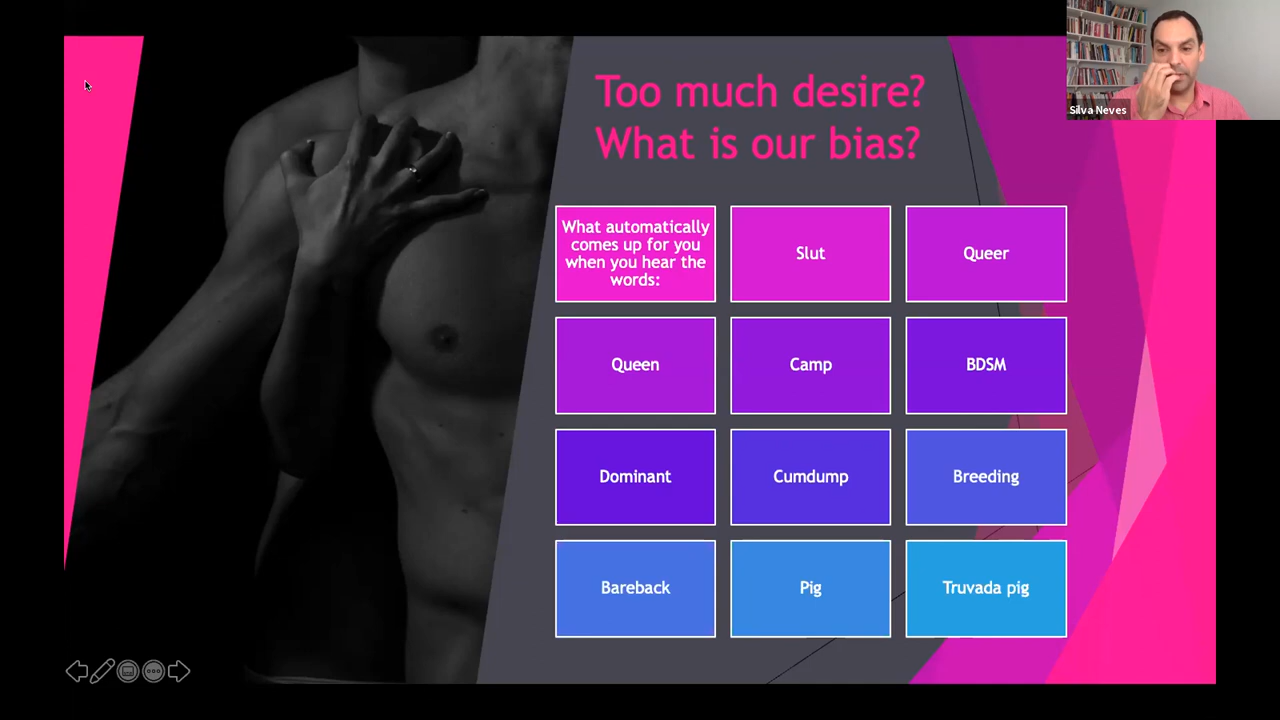 Too much desire?
What is our bias?
Silva Neves
What automatically
comes up for you
when you hear the
words:
Slut
Queer
Queen
Camp
BDSM
Dominant
Cumdump
Breeding
Bareback
Pig
Truvada pig